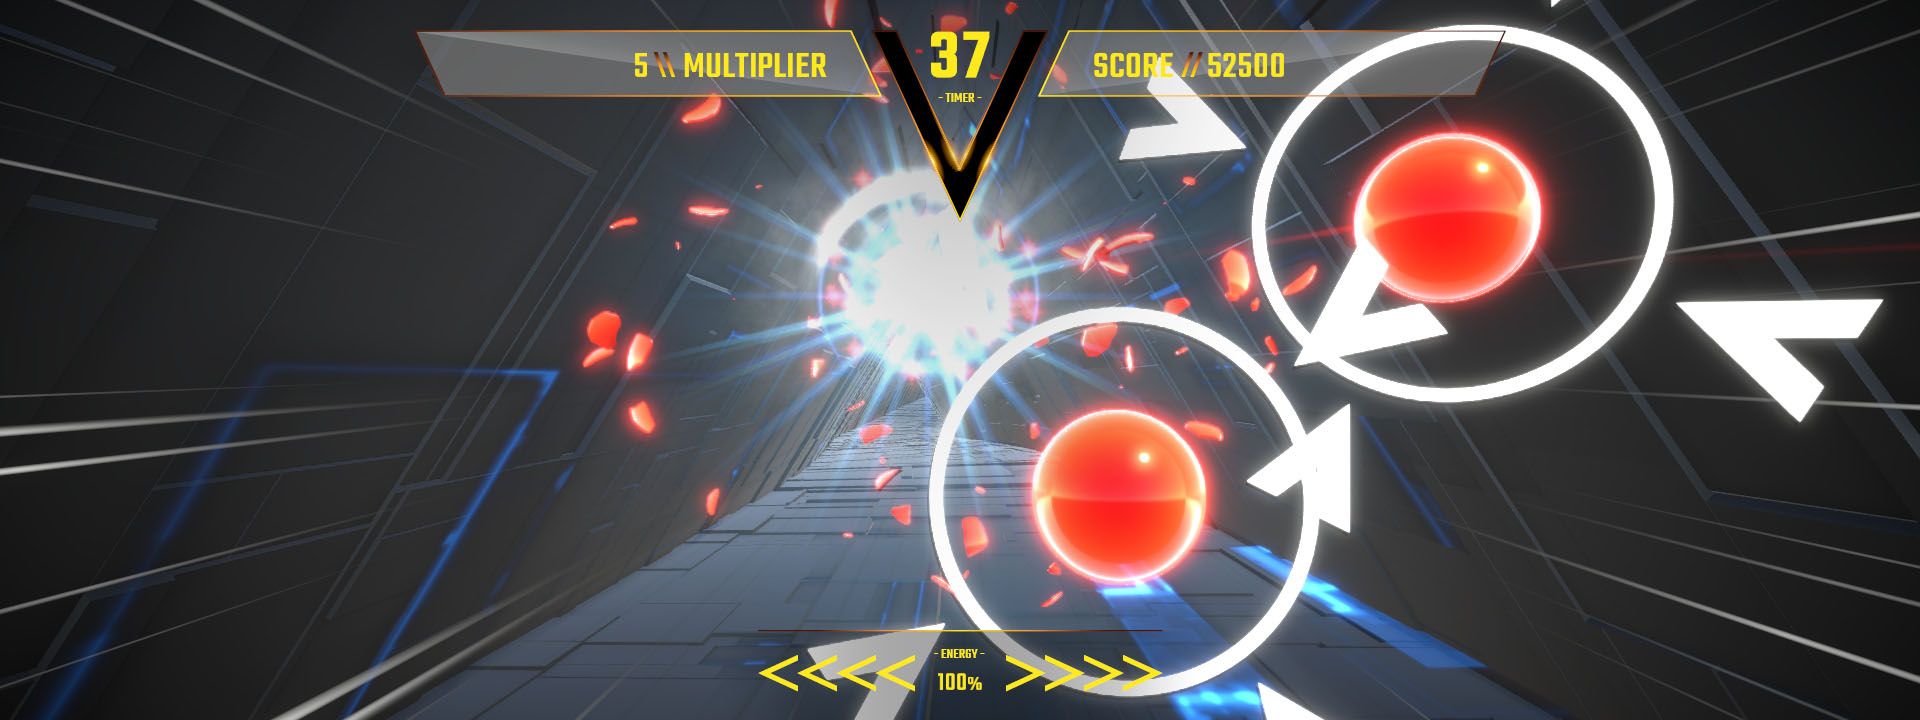 5 \\ MULTIPLIER
37
- TIMER -
SCORE // 52500
- ENERGY -
100%